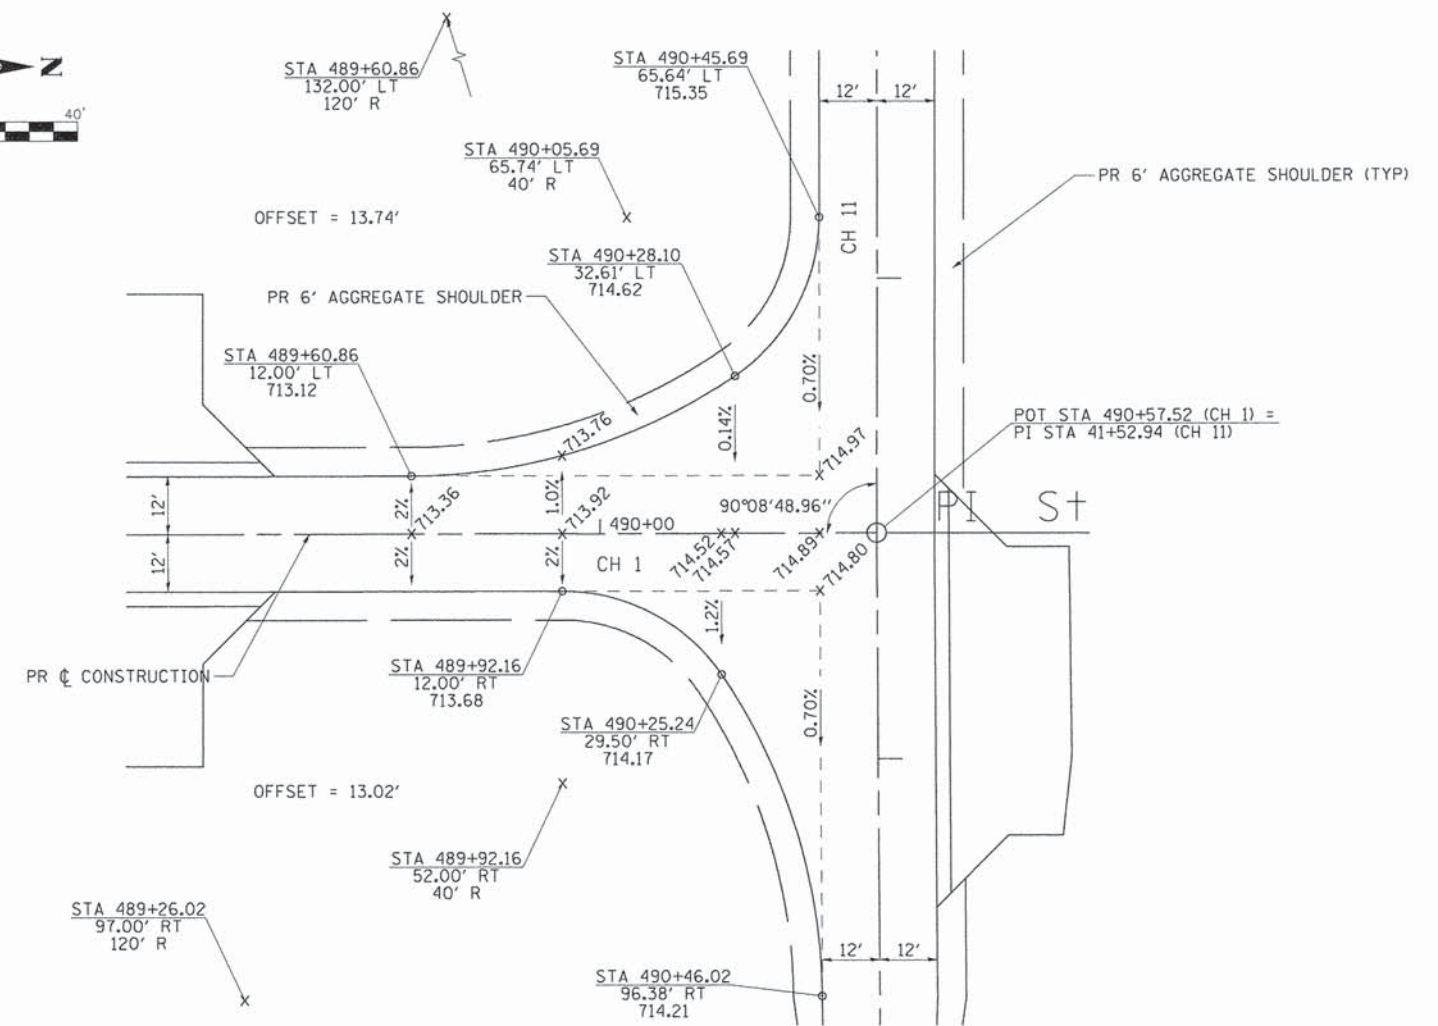 N
40'
STA 489+60.86
132.00' LT
120' R
STA 490+45.69
65.64' LT
715.35
12'
12'
STA 490+05.69
65.74' LT
40' R
PR 6' AGGREGATE SHOULDER (TYP)
OFFSET = 13.74'
CH 11
STA 490+28.10
32.61' LT
714.62
PR 6' AGGREGATE SHOULDER
STA 489+60.86
12.00' LT
713.12
0.70%
0.14%
713.76
714.97
POT STA 490+57.52 (CH 1) =
PI STA 41+52.94 (CH 11)
12'
2%
713.36
1.0%
713.92
490+00
90°08'48.96''
PI St
12'
2%
2%
CH 1
714.52
714.57
714.89
714.80
1.2%
PR ℄ CONSTRUCTION
STA 489+92.16
12.00' RT
713.68
0.70%
STA 490+25.24
29.50' RT
714.17
OFFSET = 13.02'
STA 489+92.16
52.00' RT
40' R
STA 489+26.02
97.00' RT
120' R
12'
12'
STA 490+46.02
96.38' RT
714.21